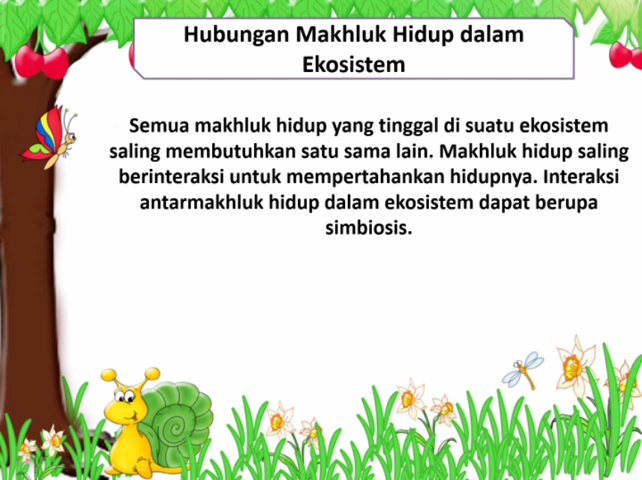 Hubungan Makhluk Hidup dalam
Ekosistem
Semua makhluk hidup yang tinggal di suatu ekosistem
saling membutuhkan satu sama lain. Makhluk hidup saling
berinteraksi untuk mempertahankan hidupnya. Interaksi
antarmakhluk hidup dalam ekosistem dapat berupa
simbiosis.